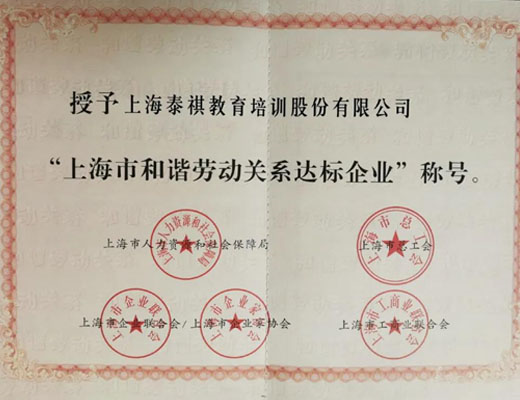 授予上海泰祺教育培训股份有限公司
“上海市和谐劳动关系达标企业”称号。
上海市人力资源和社会保障局
上海市总工会
上海市企业联合会/上海市企业家协会
上海市工商业联合会